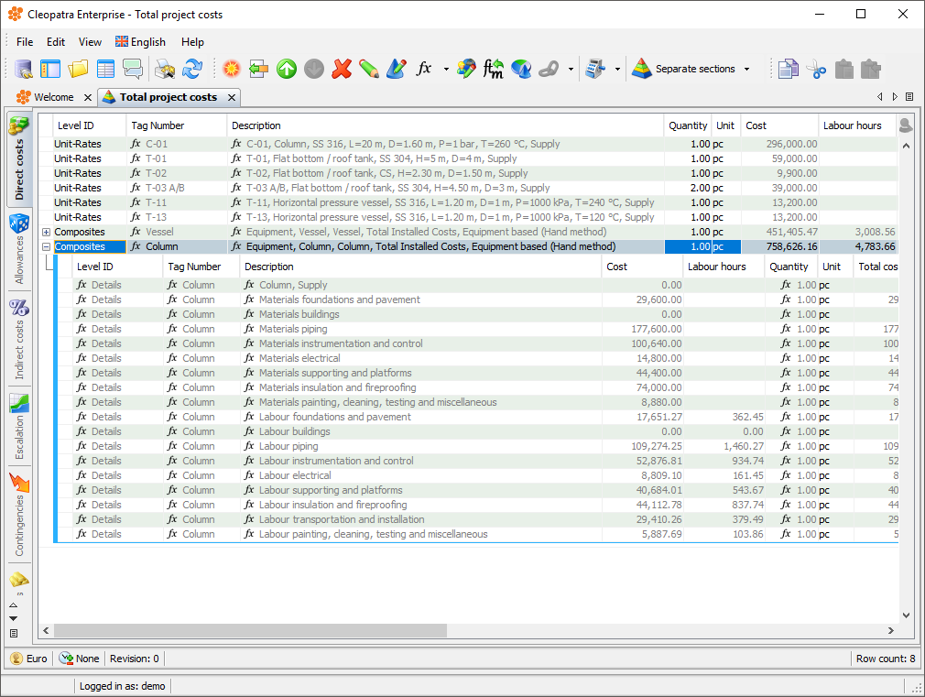 Cleopatra Enterprise - Total project costs
File Edit View English Help
fx fm Separate sections
Welcome Total project costs
Level ID Tag Number Description Quantity Unit Cost Labour hours
Unit-Rates fx C-01 fx C-01, Column, SS 316, L=20 m, D=1.60 m, P=1 bar, T=260 °C, Supply 1.00 pc 296,000.00
Unit-Rates fx T-01 fx T-01, Flat bottom / roof tank, SS 304, H=5 m, D=4 m, Supply 1.00 pc 59,000.00
Unit-Rates fx T-02 fx T-02, Flat bottom / roof tank, CS, H=2.30 m, D=1.50 m, Supply 1.00 pc 9,900.00
Unit-Rates fx T-03 A/B fx T-03 A/B, Flat bottom / roof tank, SS 304, H=4.50 m, D=3 m, Supply 2.00 pc 39,000.00
Unit-Rates fx T-11 fx T-11, Horizontal pressure vessel, SS 316, L=1.20 m, D=1 m, P=1000 kPa, T=240 °C, Supply 1.00 pc 13,200.00
Unit-Rates fx T-13 fx T-13, Horizontal pressure vessel, SS 316, L=1.20 m, D=1 m, P=1000 kPa, T=120 °C, Supply 1.00 pc 13,200.00
Composites fx Vessel fx Equipment, Vessel, Vessel, Total Installed Costs, Equipment based (Hand method) 1.00 pc 451,405.47 3,008.56
Composites fx Column fx Equipment, Column, Column, Total Installed Costs, Equipment based (Hand method) 1.00 pc 758,626.16 4,783.66
Level ID Tag Number Description Cost Labour hours Quantity Unit Total cos
fx Details fx Column fx Column, Supply 0.00 fx 1.00 pc
fx Details fx Column fx Materials foundations and pavement 29,600.00 fx 1.00 pc 29
fx Details fx Column fx Materials buildings 0.00 fx 1.00 pc
fx Details fx Column fx Materials piping 177,600.00 fx 1.00 pc 177
fx Details fx Column fx Materials instrumentation and control 100,640.00 fx 1.00 pc 100
fx Details fx Column fx Materials electrical 14,800.00 fx 1.00 pc 14
fx Details fx Column fx Materials supporting and platforms 44,400.00 fx 1.00 pc 44
fx Details fx Column fx Materials insulation and fireproofing 74,000.00 fx 1.00 pc 74
fx Details fx Column fx Materials painting, cleaning, testing and miscellaneous 8,880.00 fx 1.00 pc 8
fx Details fx Column fx Labour foundations and pavement 17,651.27 362.45 fx 1.00 pc 17
fx Details fx Column fx Labour buildings 0.00 0.00 fx 1.00 pc
fx Details fx Column fx Labour piping 109,274.25 1,460.27 fx 1.00 pc 109
fx Details fx Column fx Labour instrumentation and control 52,876.81 934.74 fx 1.00 pc 52
fx Details fx Column fx Labour electrical 8,809.10 161.45 fx 1.00 pc 8
fx Details fx Column fx Labour supporting and platforms 40,684.01 543.67 fx 1.00 pc 40
fx Details fx Column fx Labour insulation and fireproofing 44,112.78 837.74 fx 1.00 pc 44
fx Details fx Column fx Labour transportation and installation 29,410.26 379.49 fx 1.00 pc 29
fx Details fx Column fx Labour painting, cleaning, testing and miscellaneous 5,887.69 103.86 fx 1.00 pc 5
Direct costs
Allowances
Indirect costs
Escalation
Contingencies
s
Euro None Revision: 0 Row count: 8
Logged in as: demo